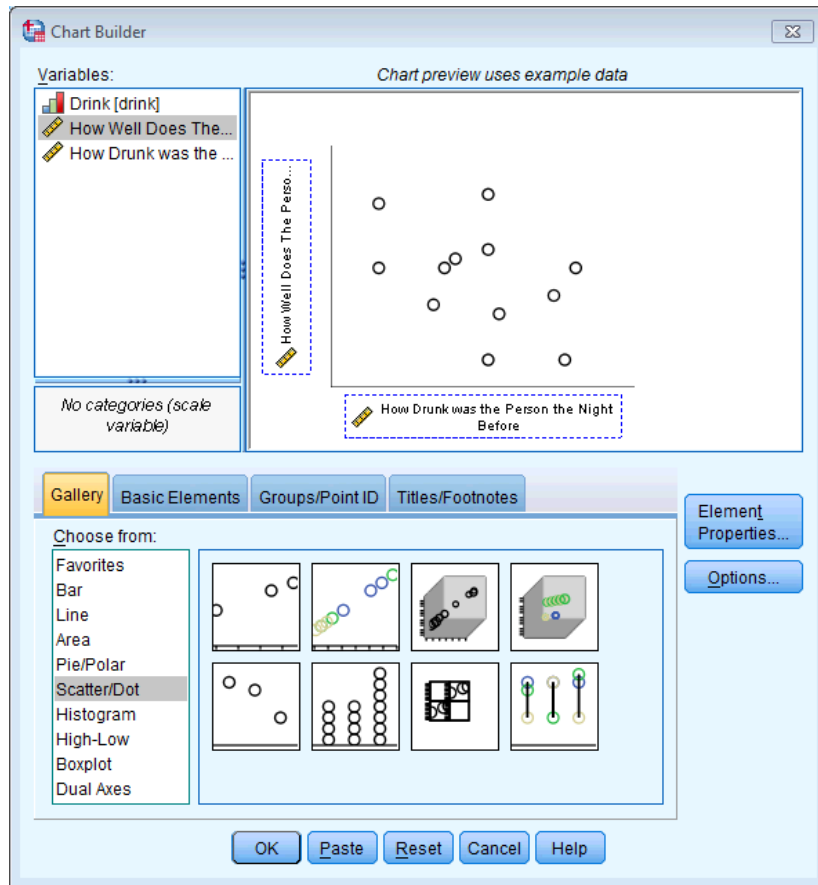 Chart Builder
Variables:
Chart preview uses example data
Drink [drink]
How Well Does The...
How Drunk was the ...
No categories (scale
variable)
How Well Does The Perso...
How Drunk was the Person the Night
Before
Gallery
Basic Elements
Groups/Point ID
Titles/Footnotes
Choose from:
Favorites
Bar
Line
Area
Pie/Polar
Scatter/Dot
Histogram
High-Low
Boxplot
Dual Axes
Element
Properties...
Options...
OK
Paste
Reset
Cancel
Help